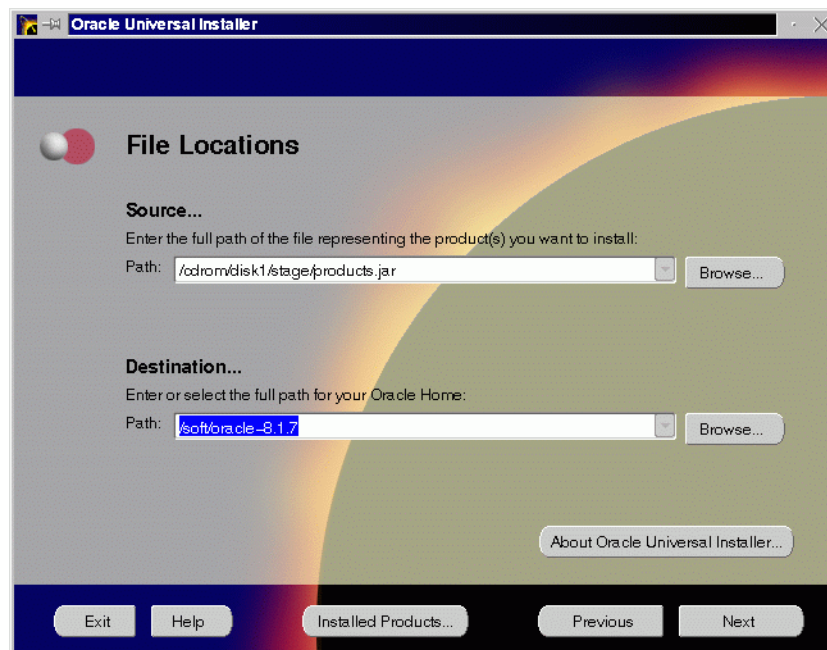 Oracle Universal Installer
File Locations
Source...
Enter the full path of the file representing the product(s) you want to install:
Path: /cdrom/disk1/stage/products.jar Browse...
Destination...
Enter or select the full path for your Oracle Home:
Path: /soft/oracle-8.1.7 Browse...
About Oracle Universal Installer...
Exit Help Installed Products... Previous Next